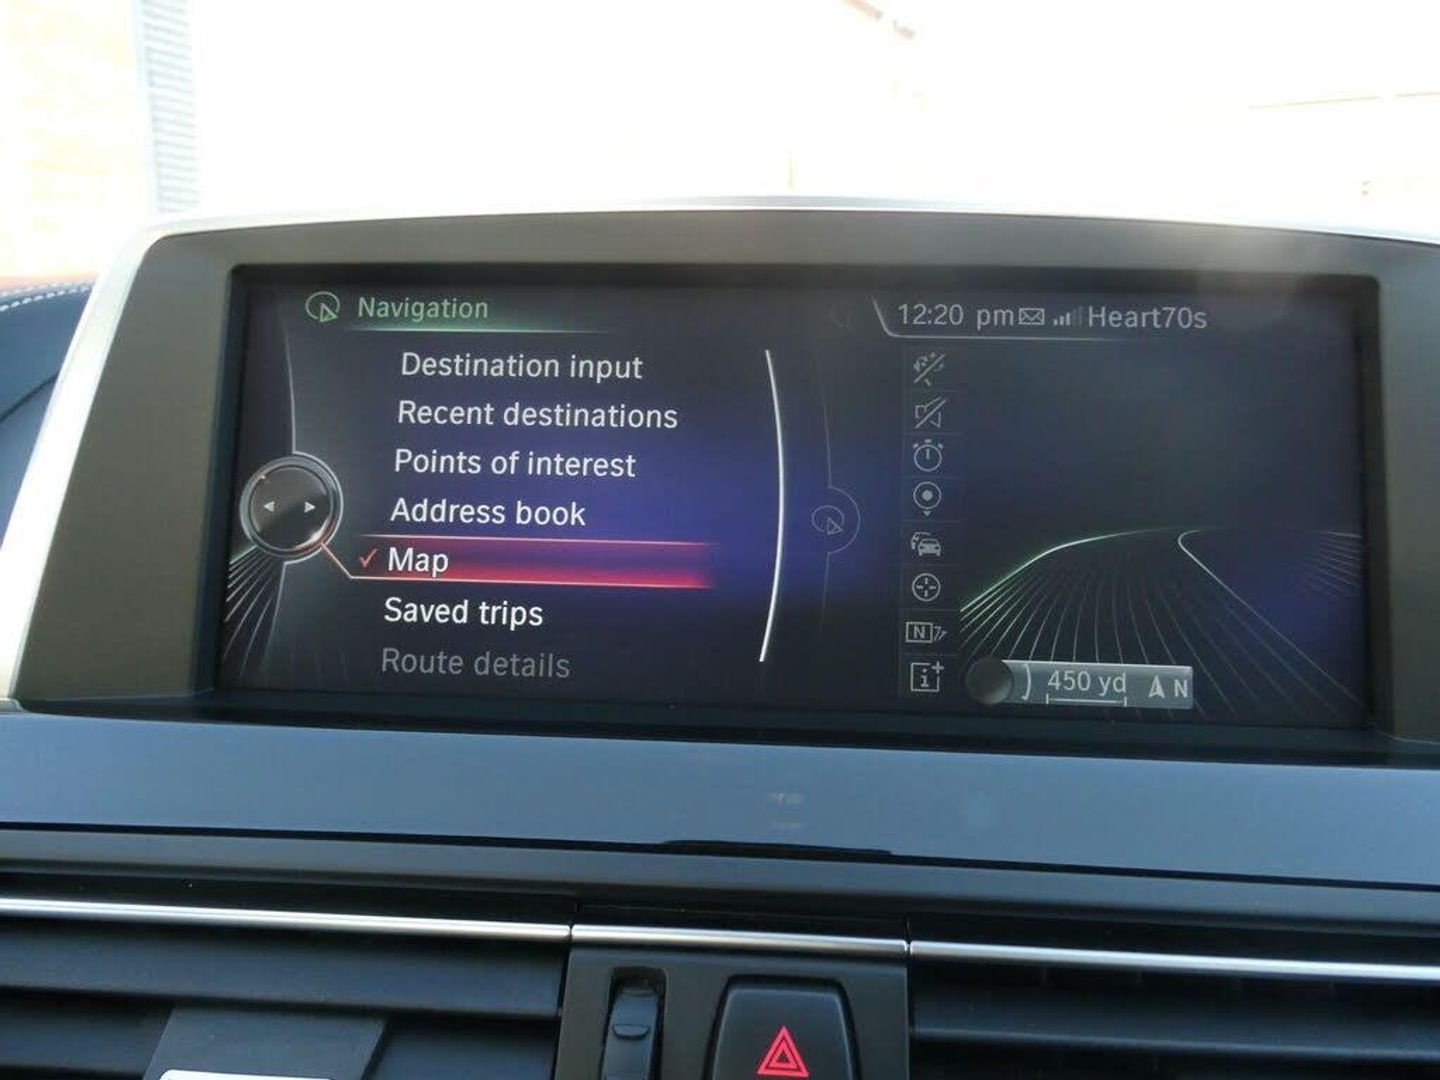 Navigation
12:20 pm Heart70s
Destination input
Recent destinations
Points of interest
Address book
Map
Saved trips
Route details
N
i+
450 yd N